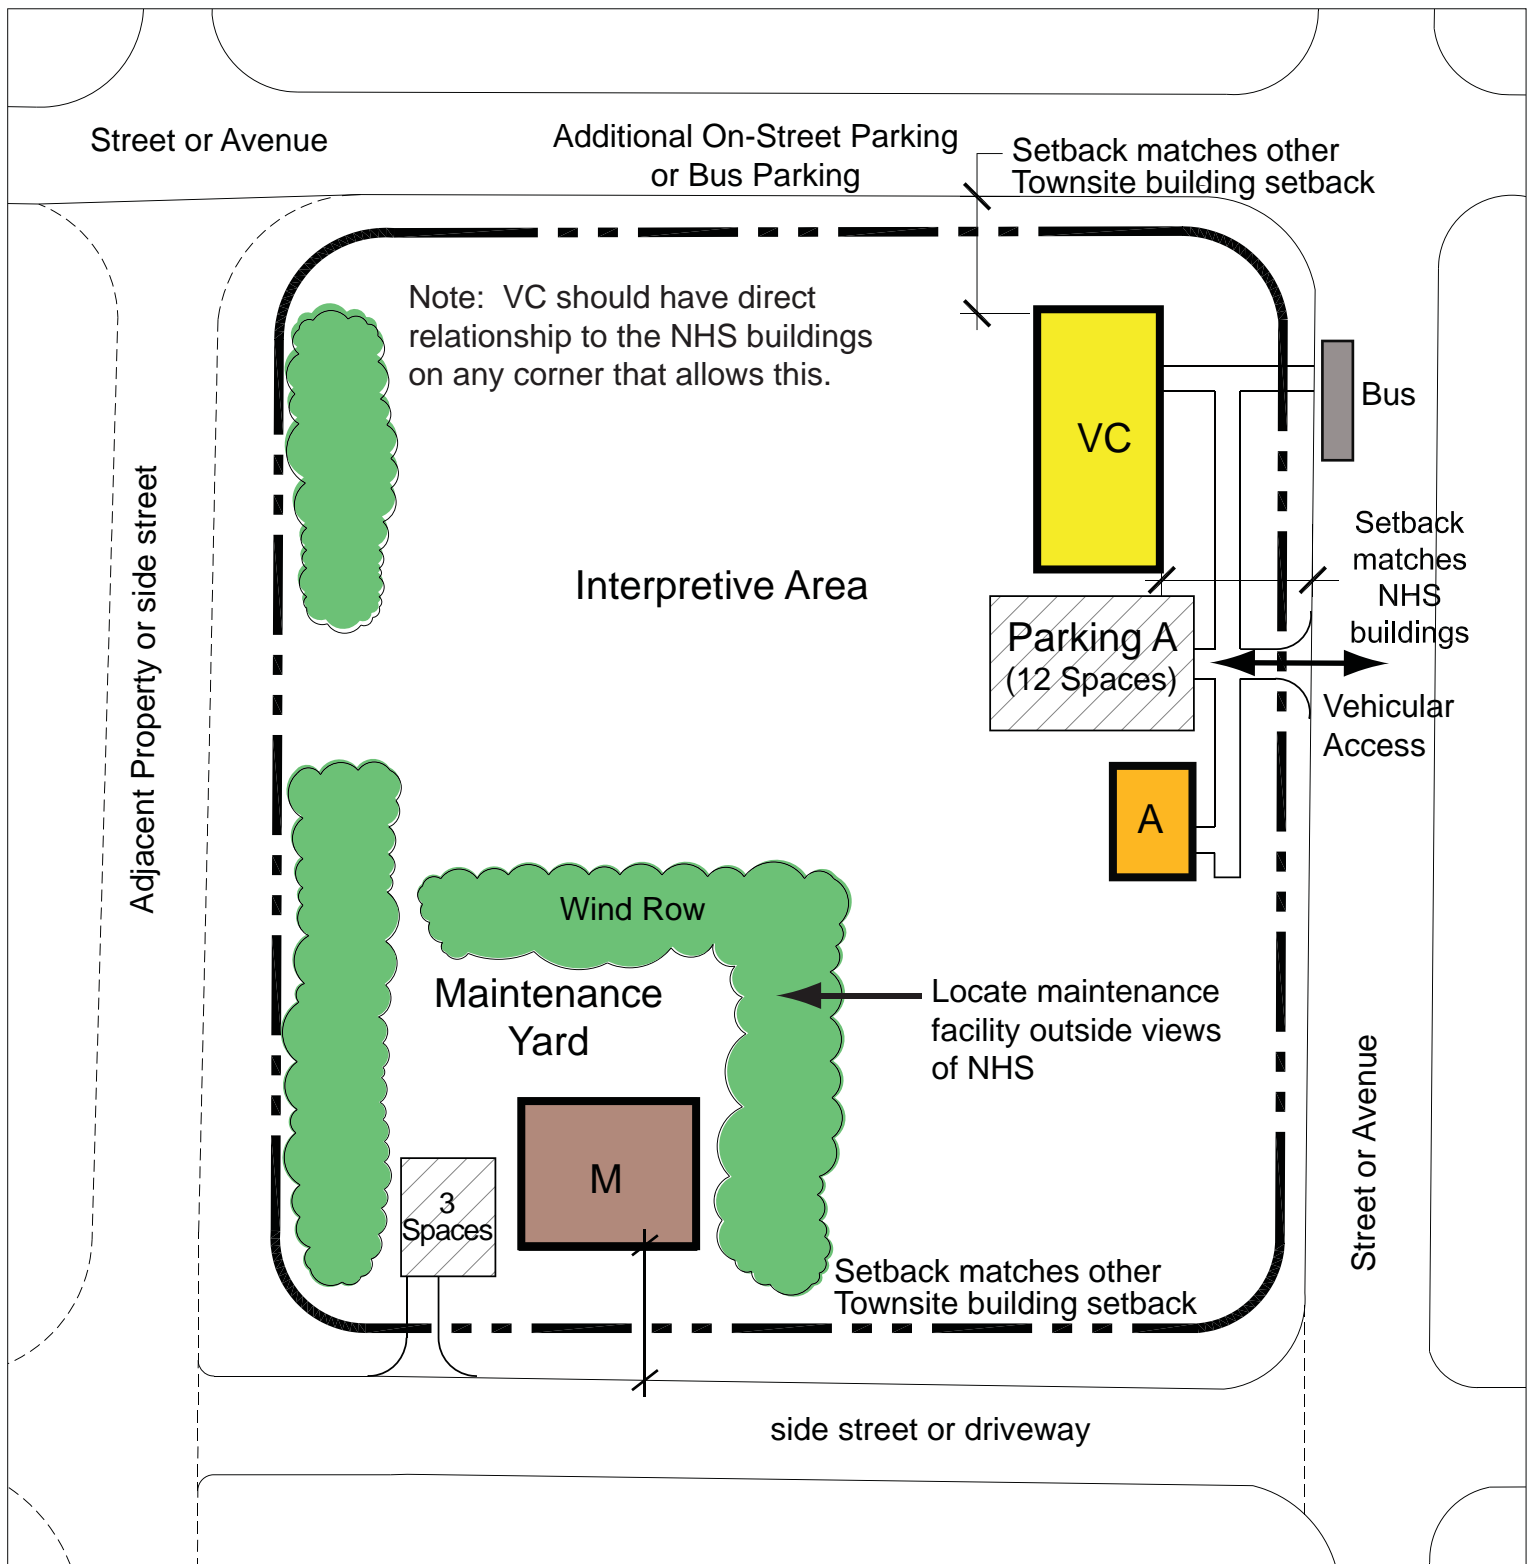 Street or Avenue
Additional On-Street Parking
or Bus Parking
Setback matches other
Townsite building setback
Note: VC should have direct
relationship to the NHS buildings
on any corner that allows this.
Bus
VC
Adjacent Property or side street
Setback
matches
NHS
buildings
Interpretive Area
Parking A
(12 Spaces)
Vehicular
Access
A
Wind Row
Maintenance
Yard
Locate maintenance
facility outside views
of NHS
Street or Avenue
M
3
Spaces
Setback matches other
Townsite building setback
side street or driveway